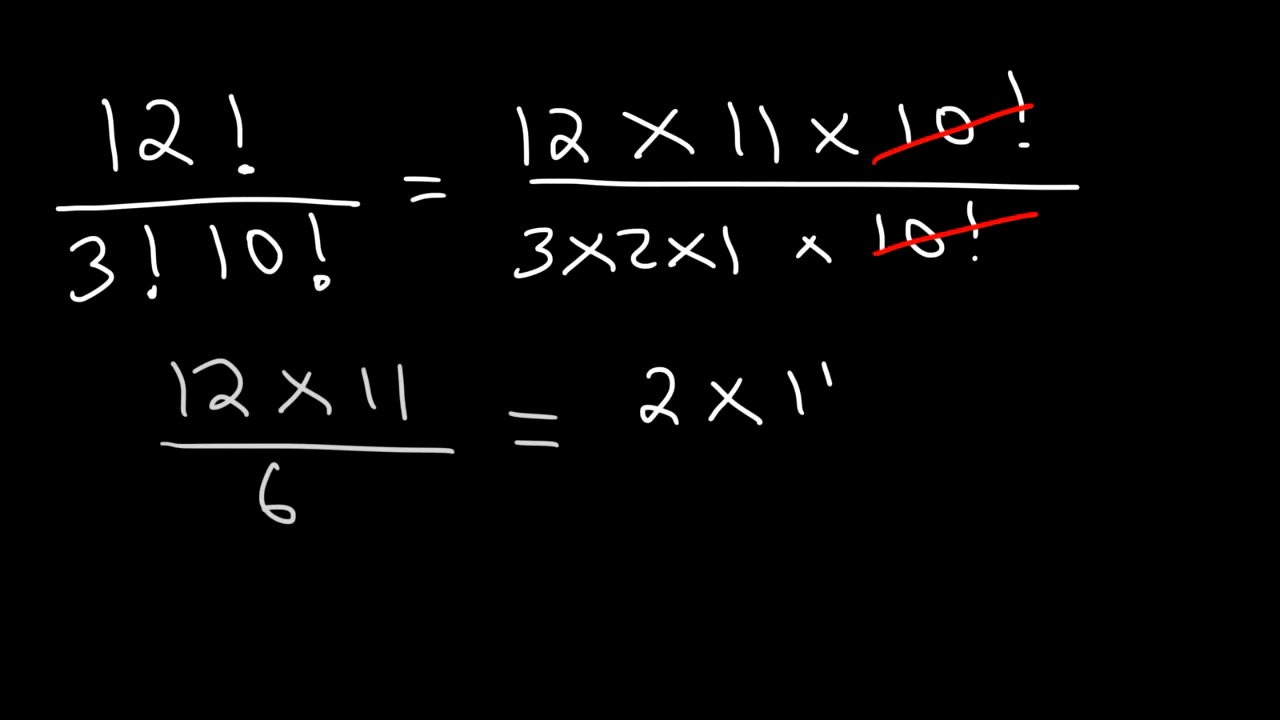 12! / 3! 10! = 12 × 11 × 10! / 3×2×1 × 10!
12 × 11 / 6 = 2 × 11